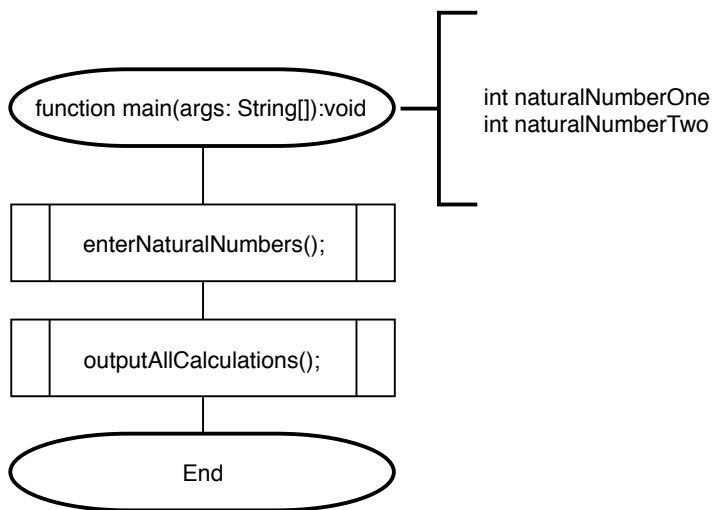 function main(args: String[]):void
int naturalNumberOne
int naturalNumberTwo
enterNaturalNumbers();
outputAllCalculations();
End